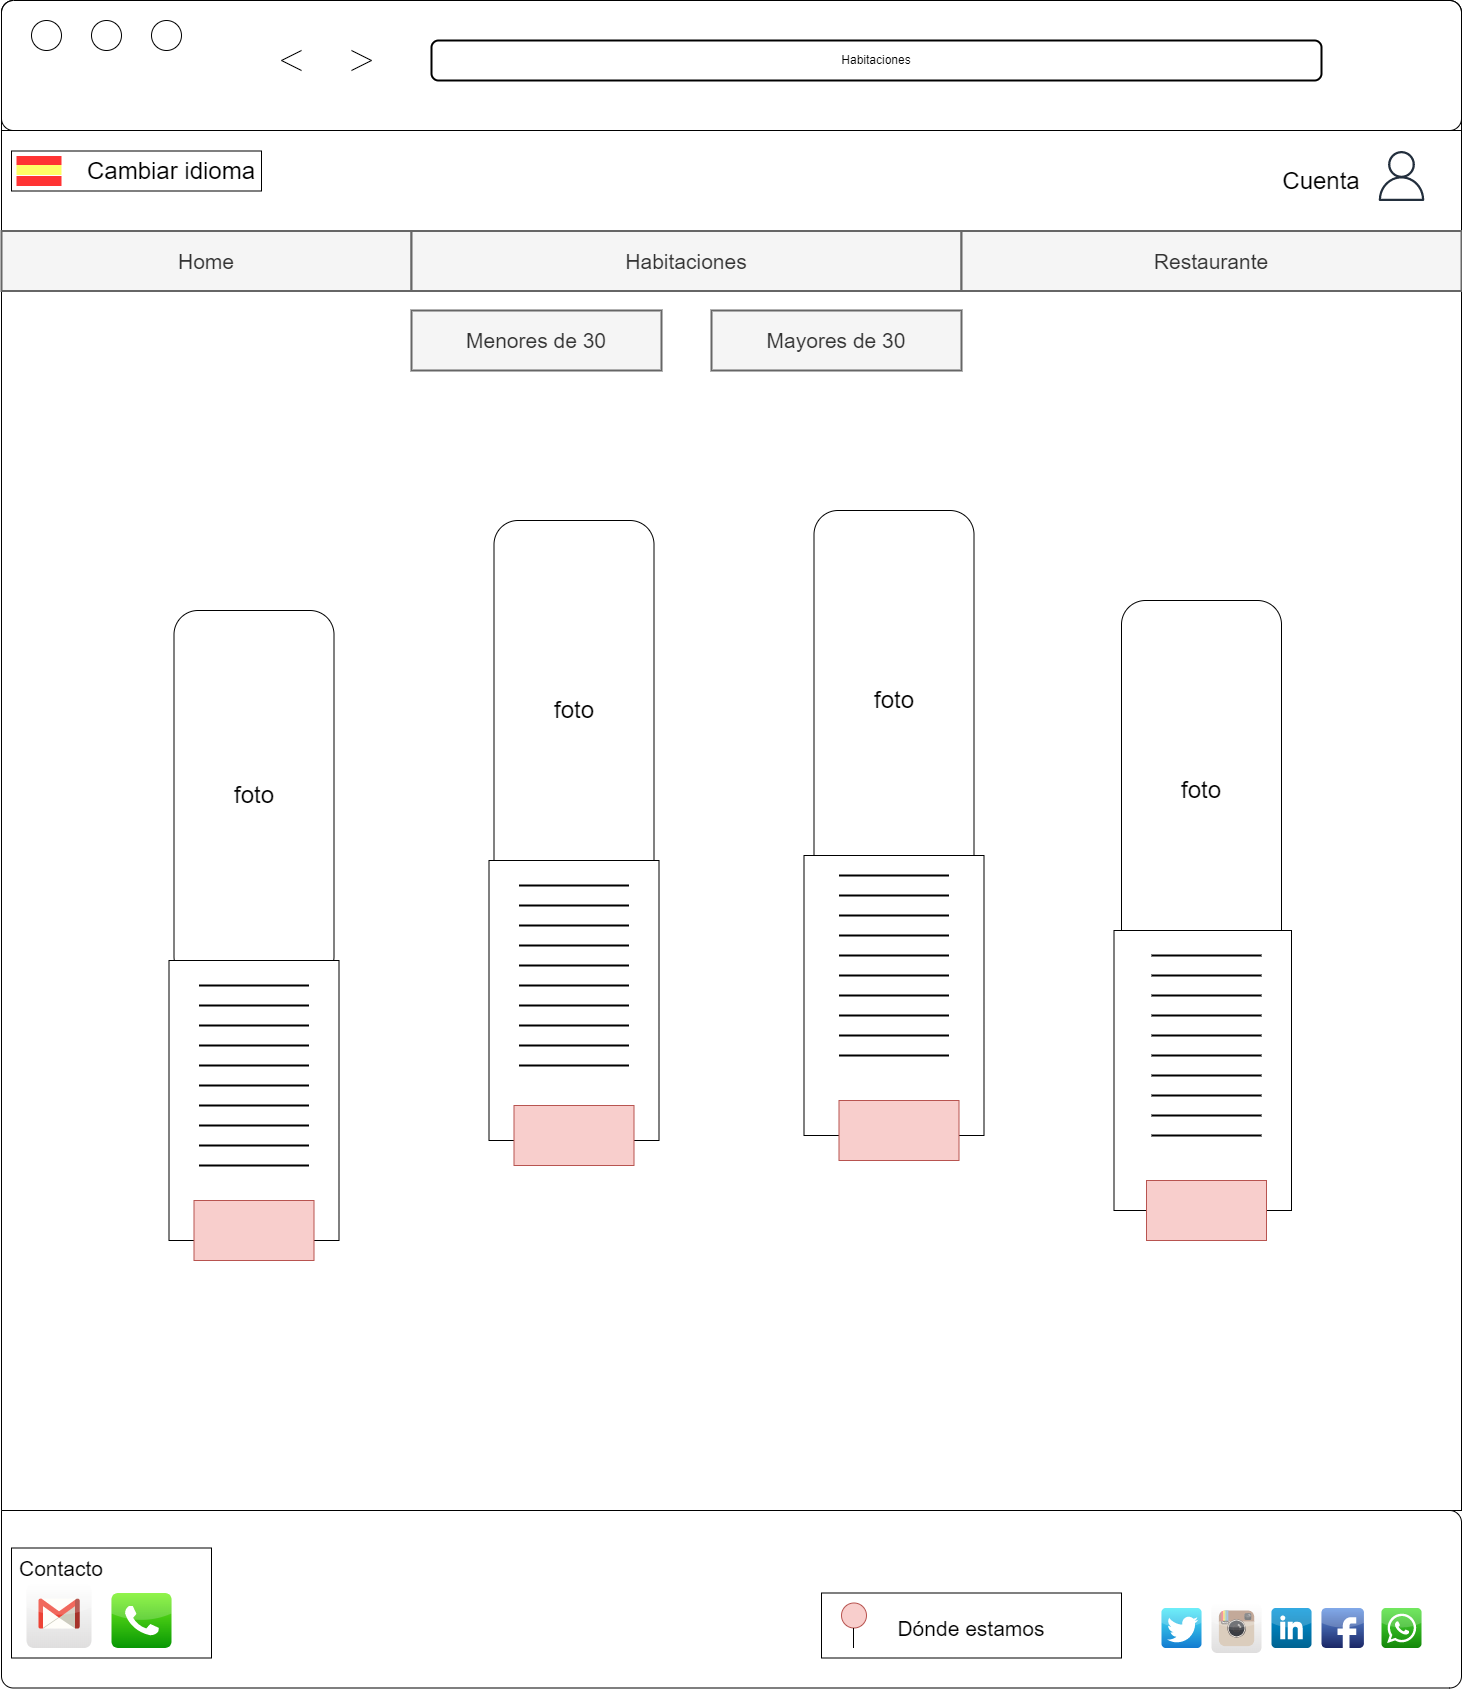 Habitaciones
Cambiar idioma
Cuenta
Home
Habitaciones
Restaurante
Menores de 30
Mayores de 30
foto
foto
foto
foto
Contacto
Dónde estamos
in
f